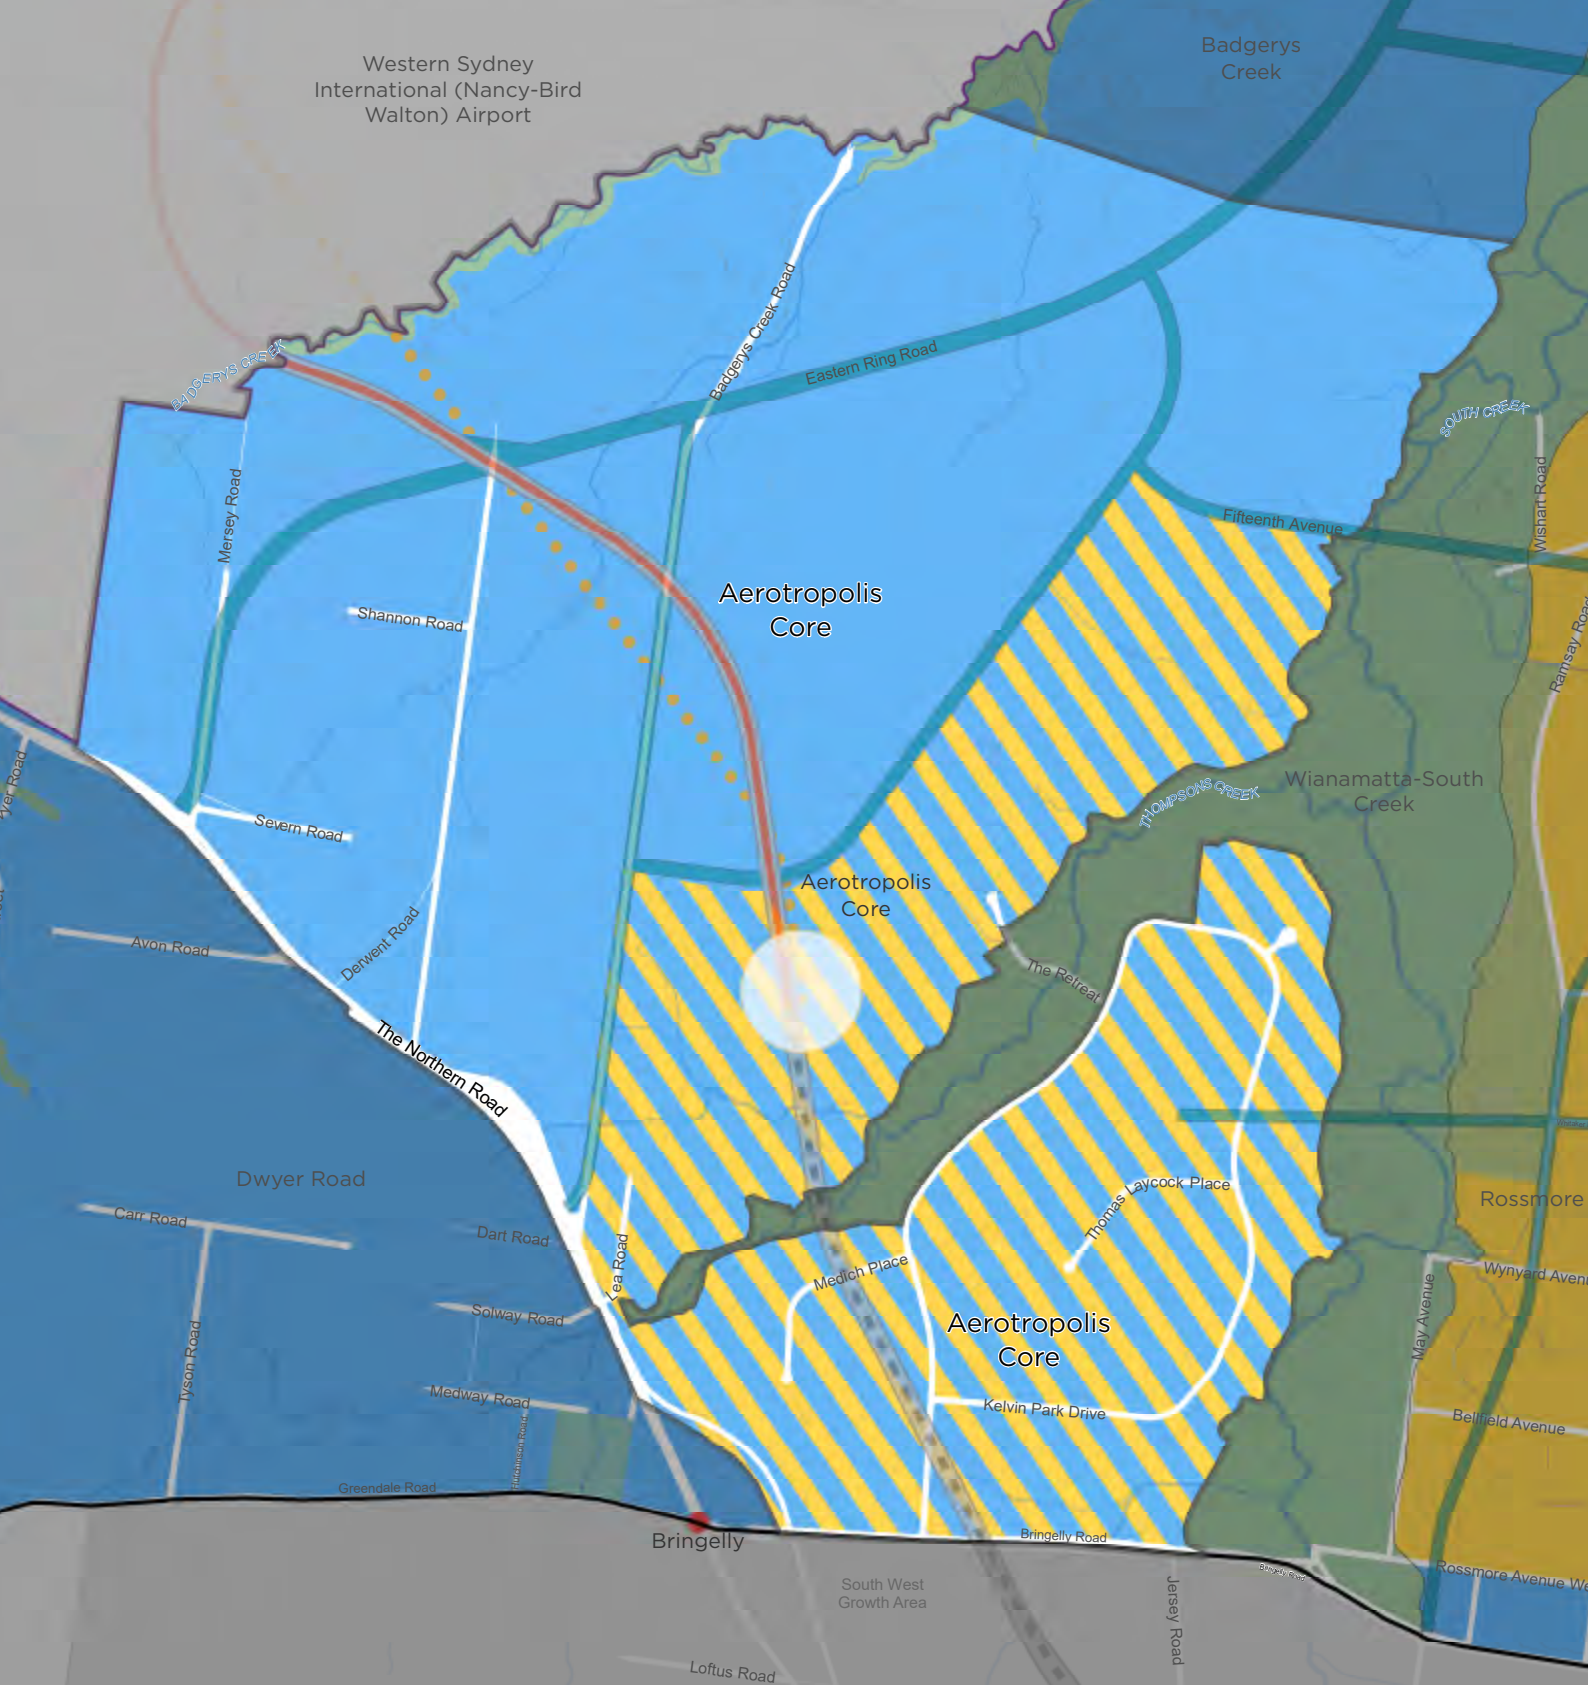 Badgerys
Creek
Western Sydney
International (Nancy-Bird
Walton) Airport
Badgerys Creek Road
Eastern Ring Road
BADGERYS CREEK
SOUTH CREEK
Mersey Road
Wishart Road
Fifteenth Avenue
Aerotropolis
Core
Shannon Road
Ramsay Road
Wianamatta-South
Creek
THOMPSONS CREEK
Severn Road
Aerotropolis
Core
Avon Road
Derwent Road
The Retreat
The Northern Road
Dwyer Road
Thomas Laycock Place
Rossmore
Carr Road
Dart Road
Lea Road
Medich Place
Wynyard Aven
Solway Road
May Avenue
Aerotropolis
Core
Tyson Road
Medway Road
Kelvin Park Drive
Bellfield Avenue
Greendale Road
Bringelly
Bringelly Road
Bringelly Road
Rossmore Avenue We
South West
Growth Area
Jersey Road
Loftus Road